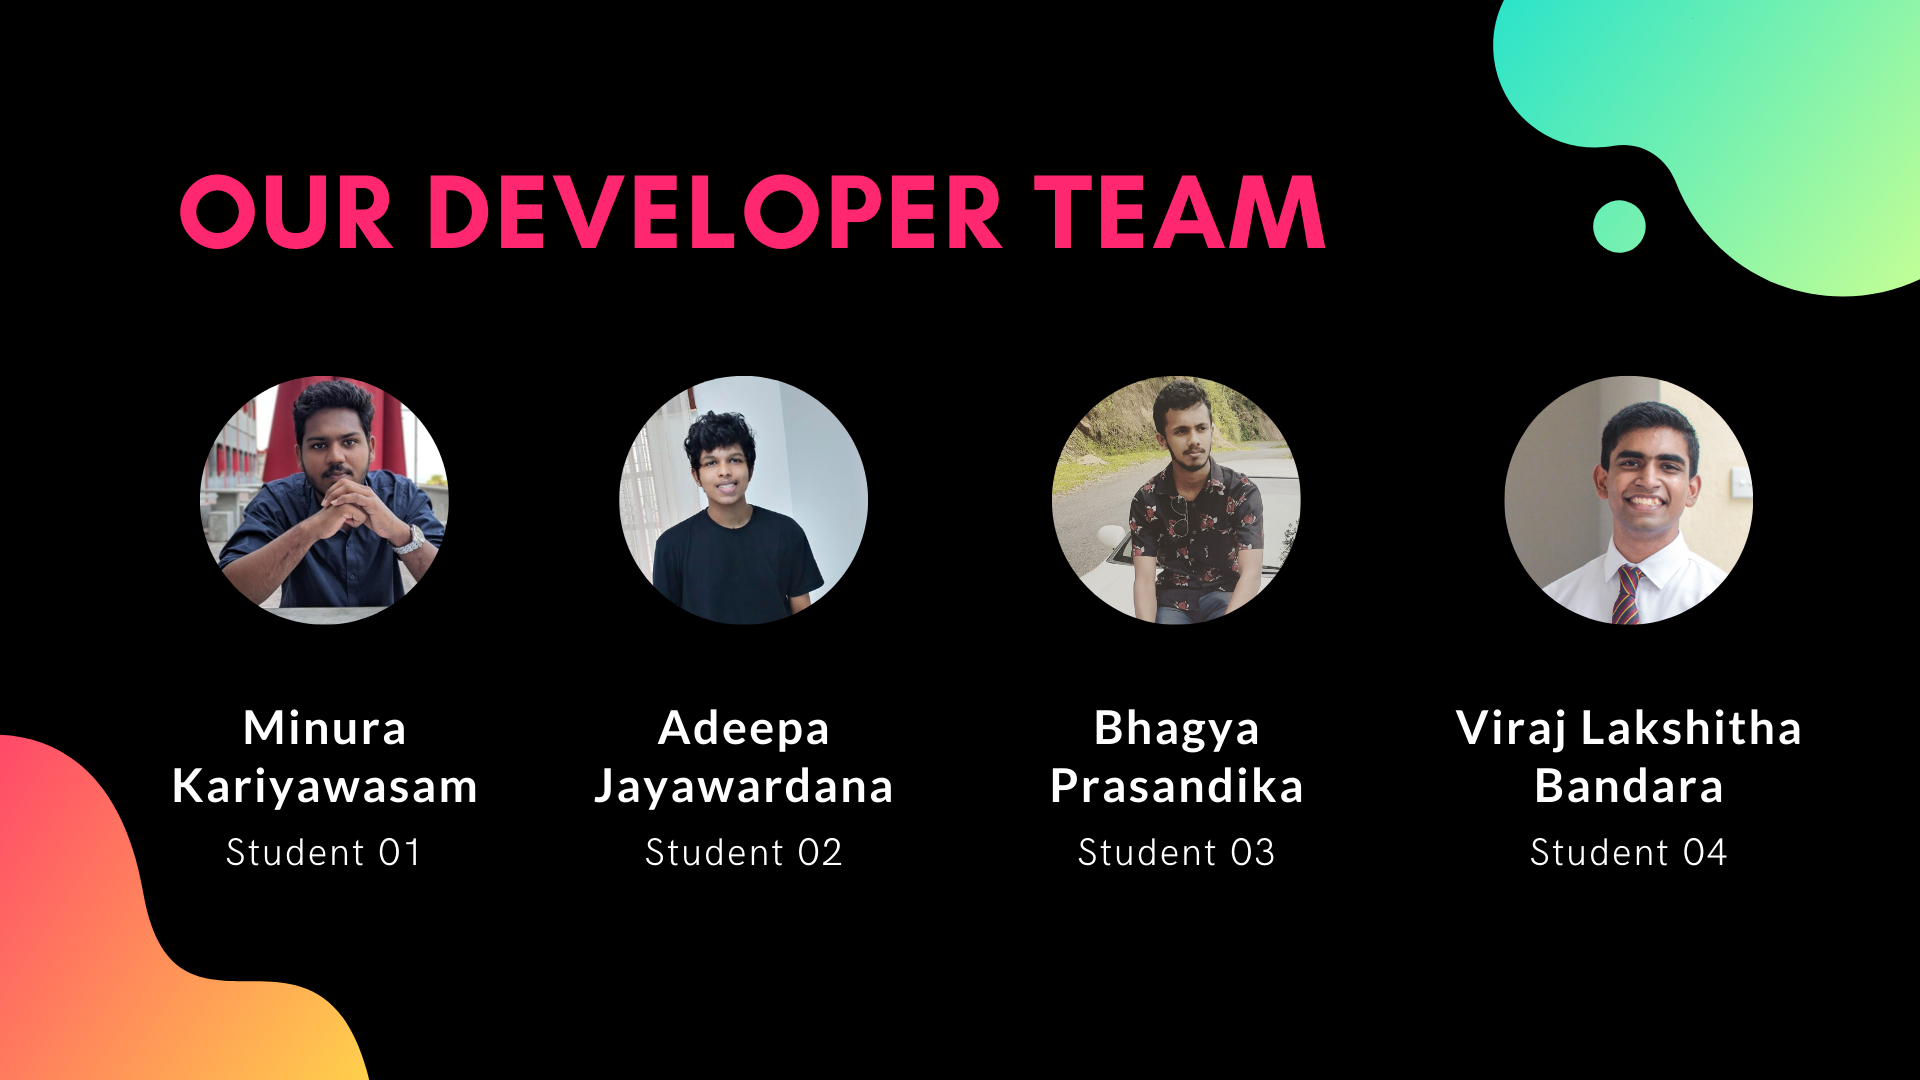 OUR DEVELOPER TEAM
Minura
Kariyawasam
Student 01
Adeepa
Jayawardana
Student 02
Bhagya
Prasandika
Student 03
Viraj Lakshitha
Bandara
Student 04